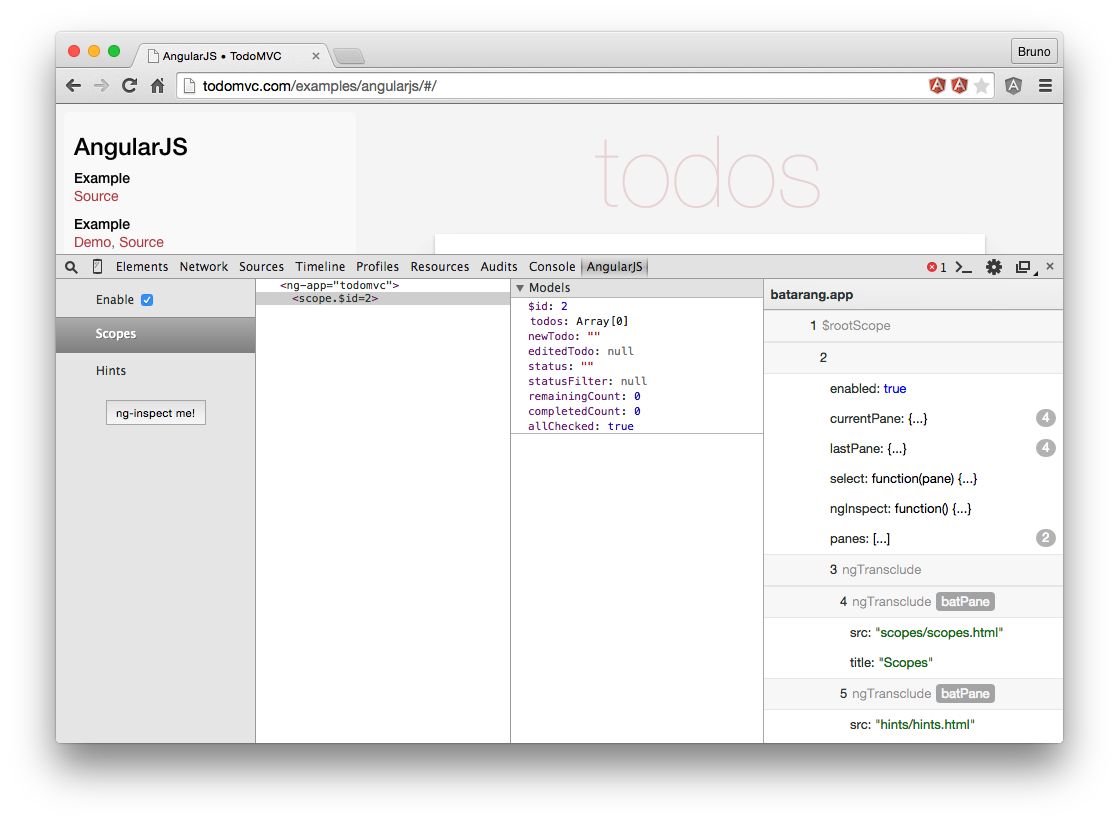 AngularJS • TodoMVC
Bruno
todomvc.com/examples/angularjs/#/
AngularJS
Example
Source
Example
Demo, Source
todos
Elements Network Sources Timeline Profiles Resources Audits Console AngularJS
1
Enable
Scopes
Hints
ng-inspect me!
<ng-app="todomvc">
<scope.$id=2>
Models
$id: 2
todos: Array[0]
newTodo: ""
editedTodo: null
status: ""
statusFilter: null
remainingCount: 0
completedCount: 0
allChecked: true
batarang.app
1 $rootScope
2
enabled: true
currentPane: {...} 4
lastPane: {...} 4
select: function(pane) {...}
ngInspect: function() {...}
panes: [...] 2
3 ngTransclude
4 ngTransclude batPane
src: "scopes/scopes.html"
title: "Scopes"
5 ngTransclude batPane
src: "hints/hints.html"